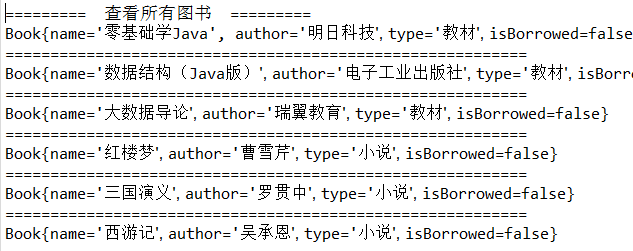 ========= 查看所有图书 =========
Book{name='零基础学Java', author='明日科技', type='教材', isBorrowed=false
====================================================
Book{name='数据结构（Java版）', author='电子工业出版社', type='教材', isBorro
====================================================
Book{name='大数据导论', author='瑞翼教育', type='教材', isBorrowed=false}
====================================================
Book{name='红楼梦', author='曹雪芹', type='小说', isBorrowed=false}
====================================================
Book{name='三国演义', author='罗贯中', type='小说', isBorrowed=false}
====================================================
Book{name='西游记', author='吴承恩', type='小说', isBorrowed=false}